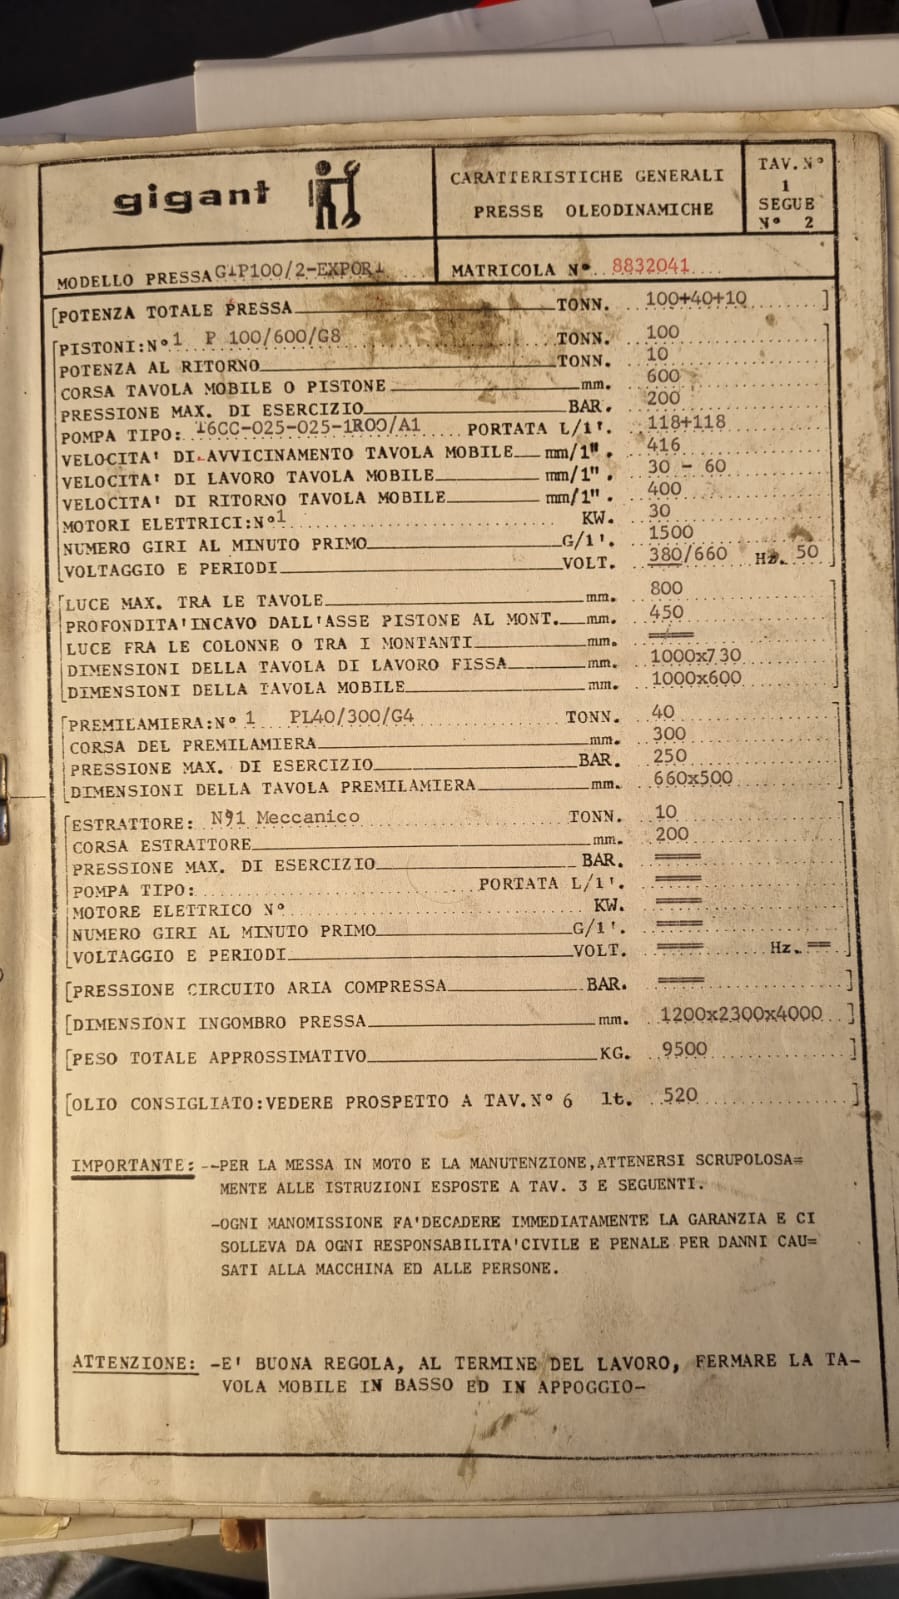 gigant
CARATTERISTICHE GENERALI
PRESSE OLEODINAMICHE
TAV.N°
1
SEGUE
N° 2
MODELLO PRESSA GIP100/2-EXPORT
MATRICOLA N° 8832041
POTENZA TOTALE PRESSA TONN. 100+40+10
PISTONI:N°1 P 100/600/G8 TONN. 100
POTENZA AL RITORNO TONN. 10
CORSA TAVOLA MOBILE O PISTONE mm. 600
PRESSIONE MAX. DI ESERCIZIO BAR. 200
POMPA TIPO: T6CC-025-025-1R00/A1 PORTATA L/1'. 118+118
VELOCITA' DI AVVICINAMENTO TAVOLA MOBILE mm/1". 416
VELOCITA' DI LAVORO TAVOLA MOBILE mm/1". 30 - 60
VELOCITA' DI RITORNO TAVOLA MOBILE mm/1". 400
MOTORI ELETTRICI:N°1 KW. 30
NUMERO GIRI AL MINUTO PRIMO G/1'. 1500
VOLTAGGIO E PERIODI VOLT. 380/660 Hz. 50
LUCE MAX. TRA LE TAVOLE mm. 800
PROFONDITA'INCAVO DALL'ASSE PISTONE AL MONT. mm. 450
LUCE FRA LE COLONNE O TRA I MONTANTI mm. ====
DIMENSIONI DELLA TAVOLA DI LAVORO FISSA mm. 1000x730
DIMENSIONI DELLA TAVOLA MOBILE mm. 1000x600
PREMILAMIERA:N° 1 PL40/300/G4 TONN. 40
CORSA DEL PREMILAMIERA mm. 300
PRESSIONE MAX. DI ESERCIZIO BAR. 250
DIMENSIONI DELLA TAVOLA PREMILAMIERA mm. 660x500
ESTRATTORE: N°1 Meccanico TONN. 10
CORSA ESTRATTORE mm. 200
PRESSIONE MAX. DI ESERCIZIO BAR. ====
POMPA TIPO: PORTATA L/1'. ====
MOTORE ELETTRICO N° KW. ====
NUMERO GIRI AL MINUTO PRIMO G/1'. ====
VOLTAGGIO E PERIODI VOLT. ==== Hz. ==
PRESSIONE CIRCUITO ARIA COMPRESSA BAR. ====
DIMENSIONI INGOMBRO PRESSA mm. 1200x2300x4000
PESO TOTALE APPROSSIMATIVO KG. 9500
OLIO CONSIGLIATO:VEDERE PROSPETTO A TAV.N° 6 lt. 520
IMPORTANTE: --PER LA MESSA IN MOTO E LA MANUTENZIONE,ATTENERSI SCRUPOLOSA=
MENTE ALLE ISTRUZIONI ESPOSTE A TAV. 3 E SEGUENTI.
-OGNI MANOMISSIONE FA'DECADERE IMMEDIATAMENTE LA GARANZIA E CI
SOLLEVA DA OGNI RESPONSABILITA'CIVILE E PENALE PER DANNI CAU=
SATI ALLA MACCHINA ED ALLE PERSONE.
ATTENZIONE: -E' BUONA REGOLA, AL TERMINE DEL LAVORO, FERMARE LA TA-
VOLA MOBILE IN BASSO ED IN APPOGGIO-